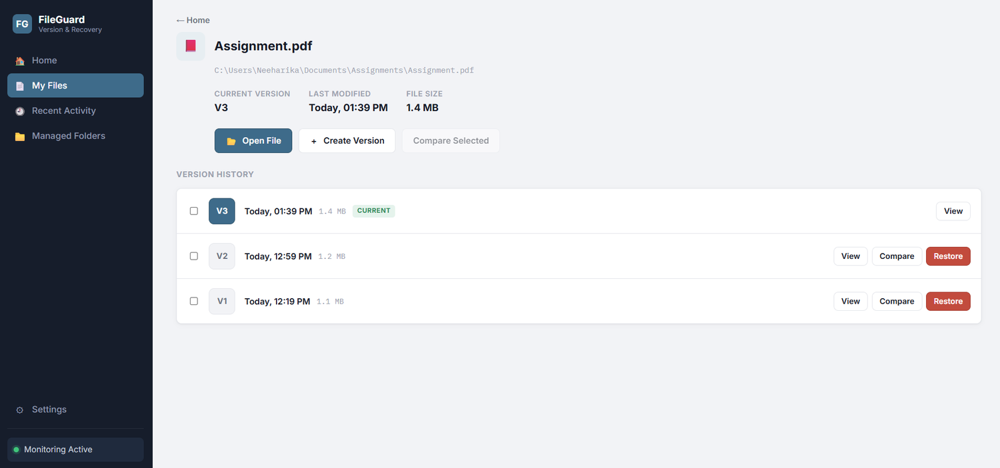 FG
FileGuard
Version & Recovery
Home
My Files
Recent Activity
Managed Folders
Settings
Monitoring Active
← Home
Assignment.pdf
C:\Users\Neeharika\Documents\Assignments\Assignment.pdf
CURRENT VERSION LAST MODIFIED FILE SIZE
V3 Today, 01:39 PM 1.4 MB
Open File + Create Version Compare Selected
VERSION HISTORY
V3 Today, 01:39 PM 1.4 MB CURRENT View
V2 Today, 12:59 PM 1.2 MB View Compare Restore
V1 Today, 12:19 PM 1.1 MB View Compare Restore